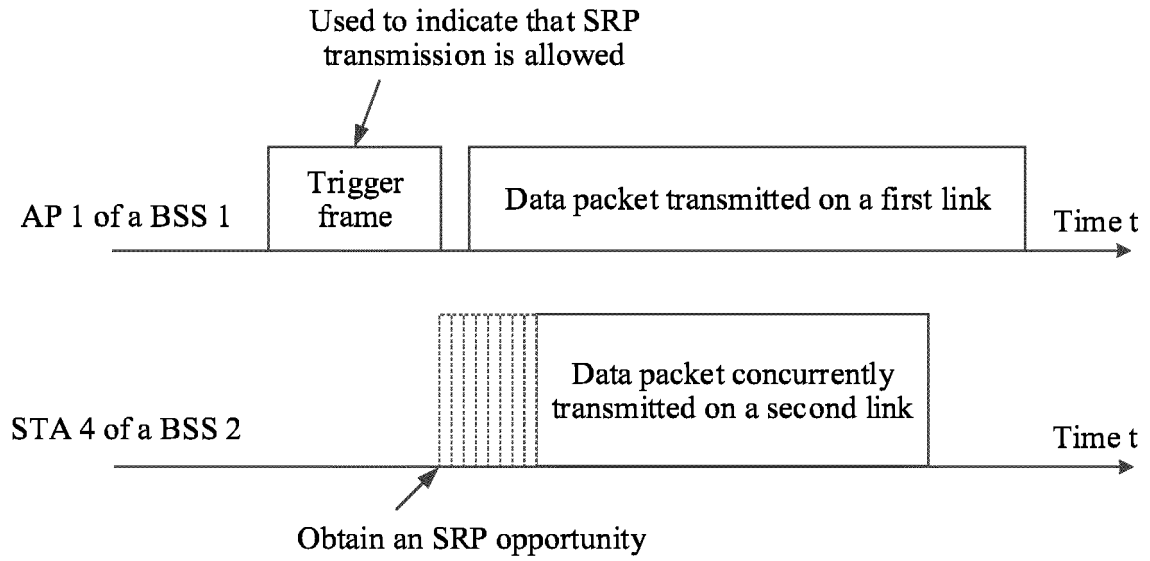 Used to indicate that SRP
transmission is allowed
Trigger
frame
Data packet transmitted on a first link
AP 1 of a BSS 1
Time t
Data packet concurrently
transmitted on a second link
STA 4 of a BSS 2
Time t
Obtain an SRP opportunity